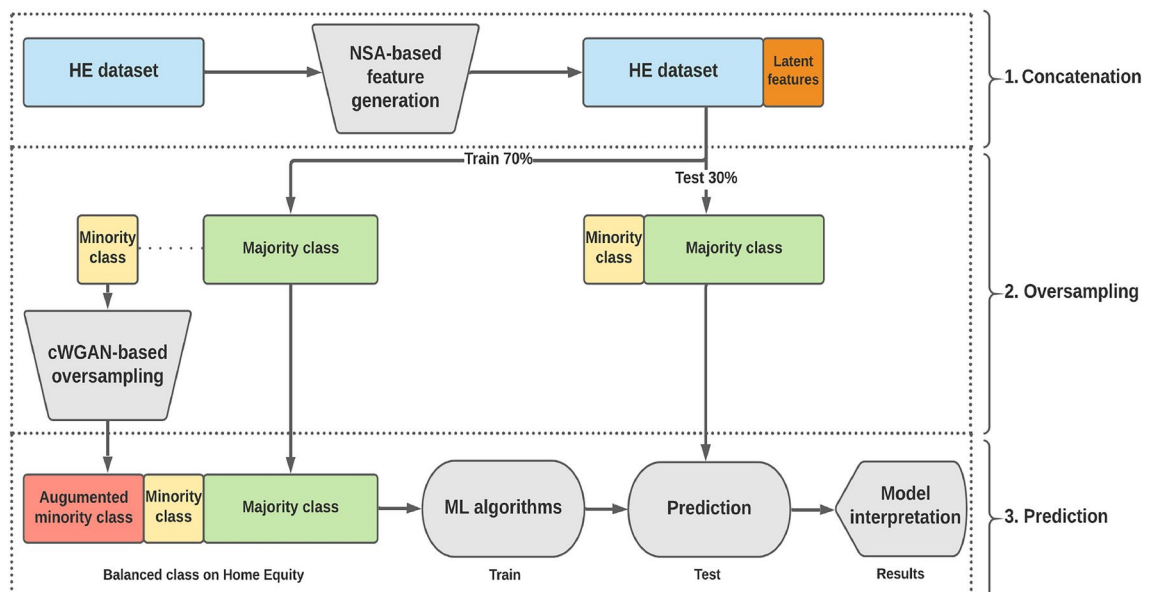 HE dataset
NSA-based
feature
generation
HE dataset
Latent
features
1. Concatenation
Train 70%
Test 30%
Minority
class
Majority class
Minority
class
Majority class
2. Oversampling
cWGAN-based
oversampling
Augumented
minority class
Minority
class
Majority class
ML algorithms
Prediction
Model
interpretation
3. Prediction
Balanced class on Home Equity
Train
Test
Results